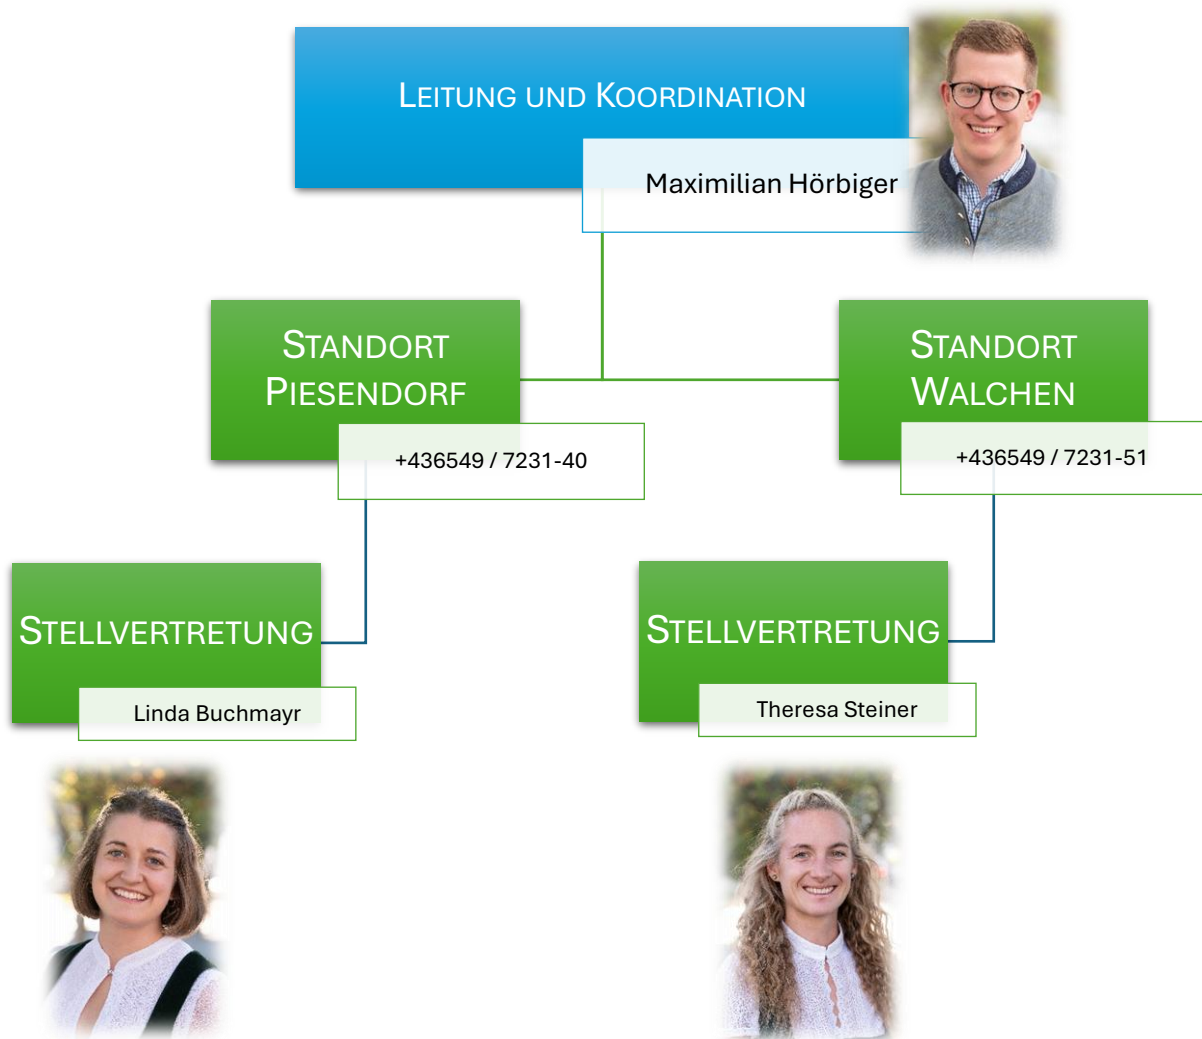 LEITUNG UND KOORDINATION
Maximilian Hörbiger
STANDORT
PIESENDORF
+436549 / 7231-40
STANDORT
WALCHEN
+436549 / 7231-51
STELLVERTRETUNG
Linda Buchmayr
STELLVERTRETUNG
Theresa Steiner